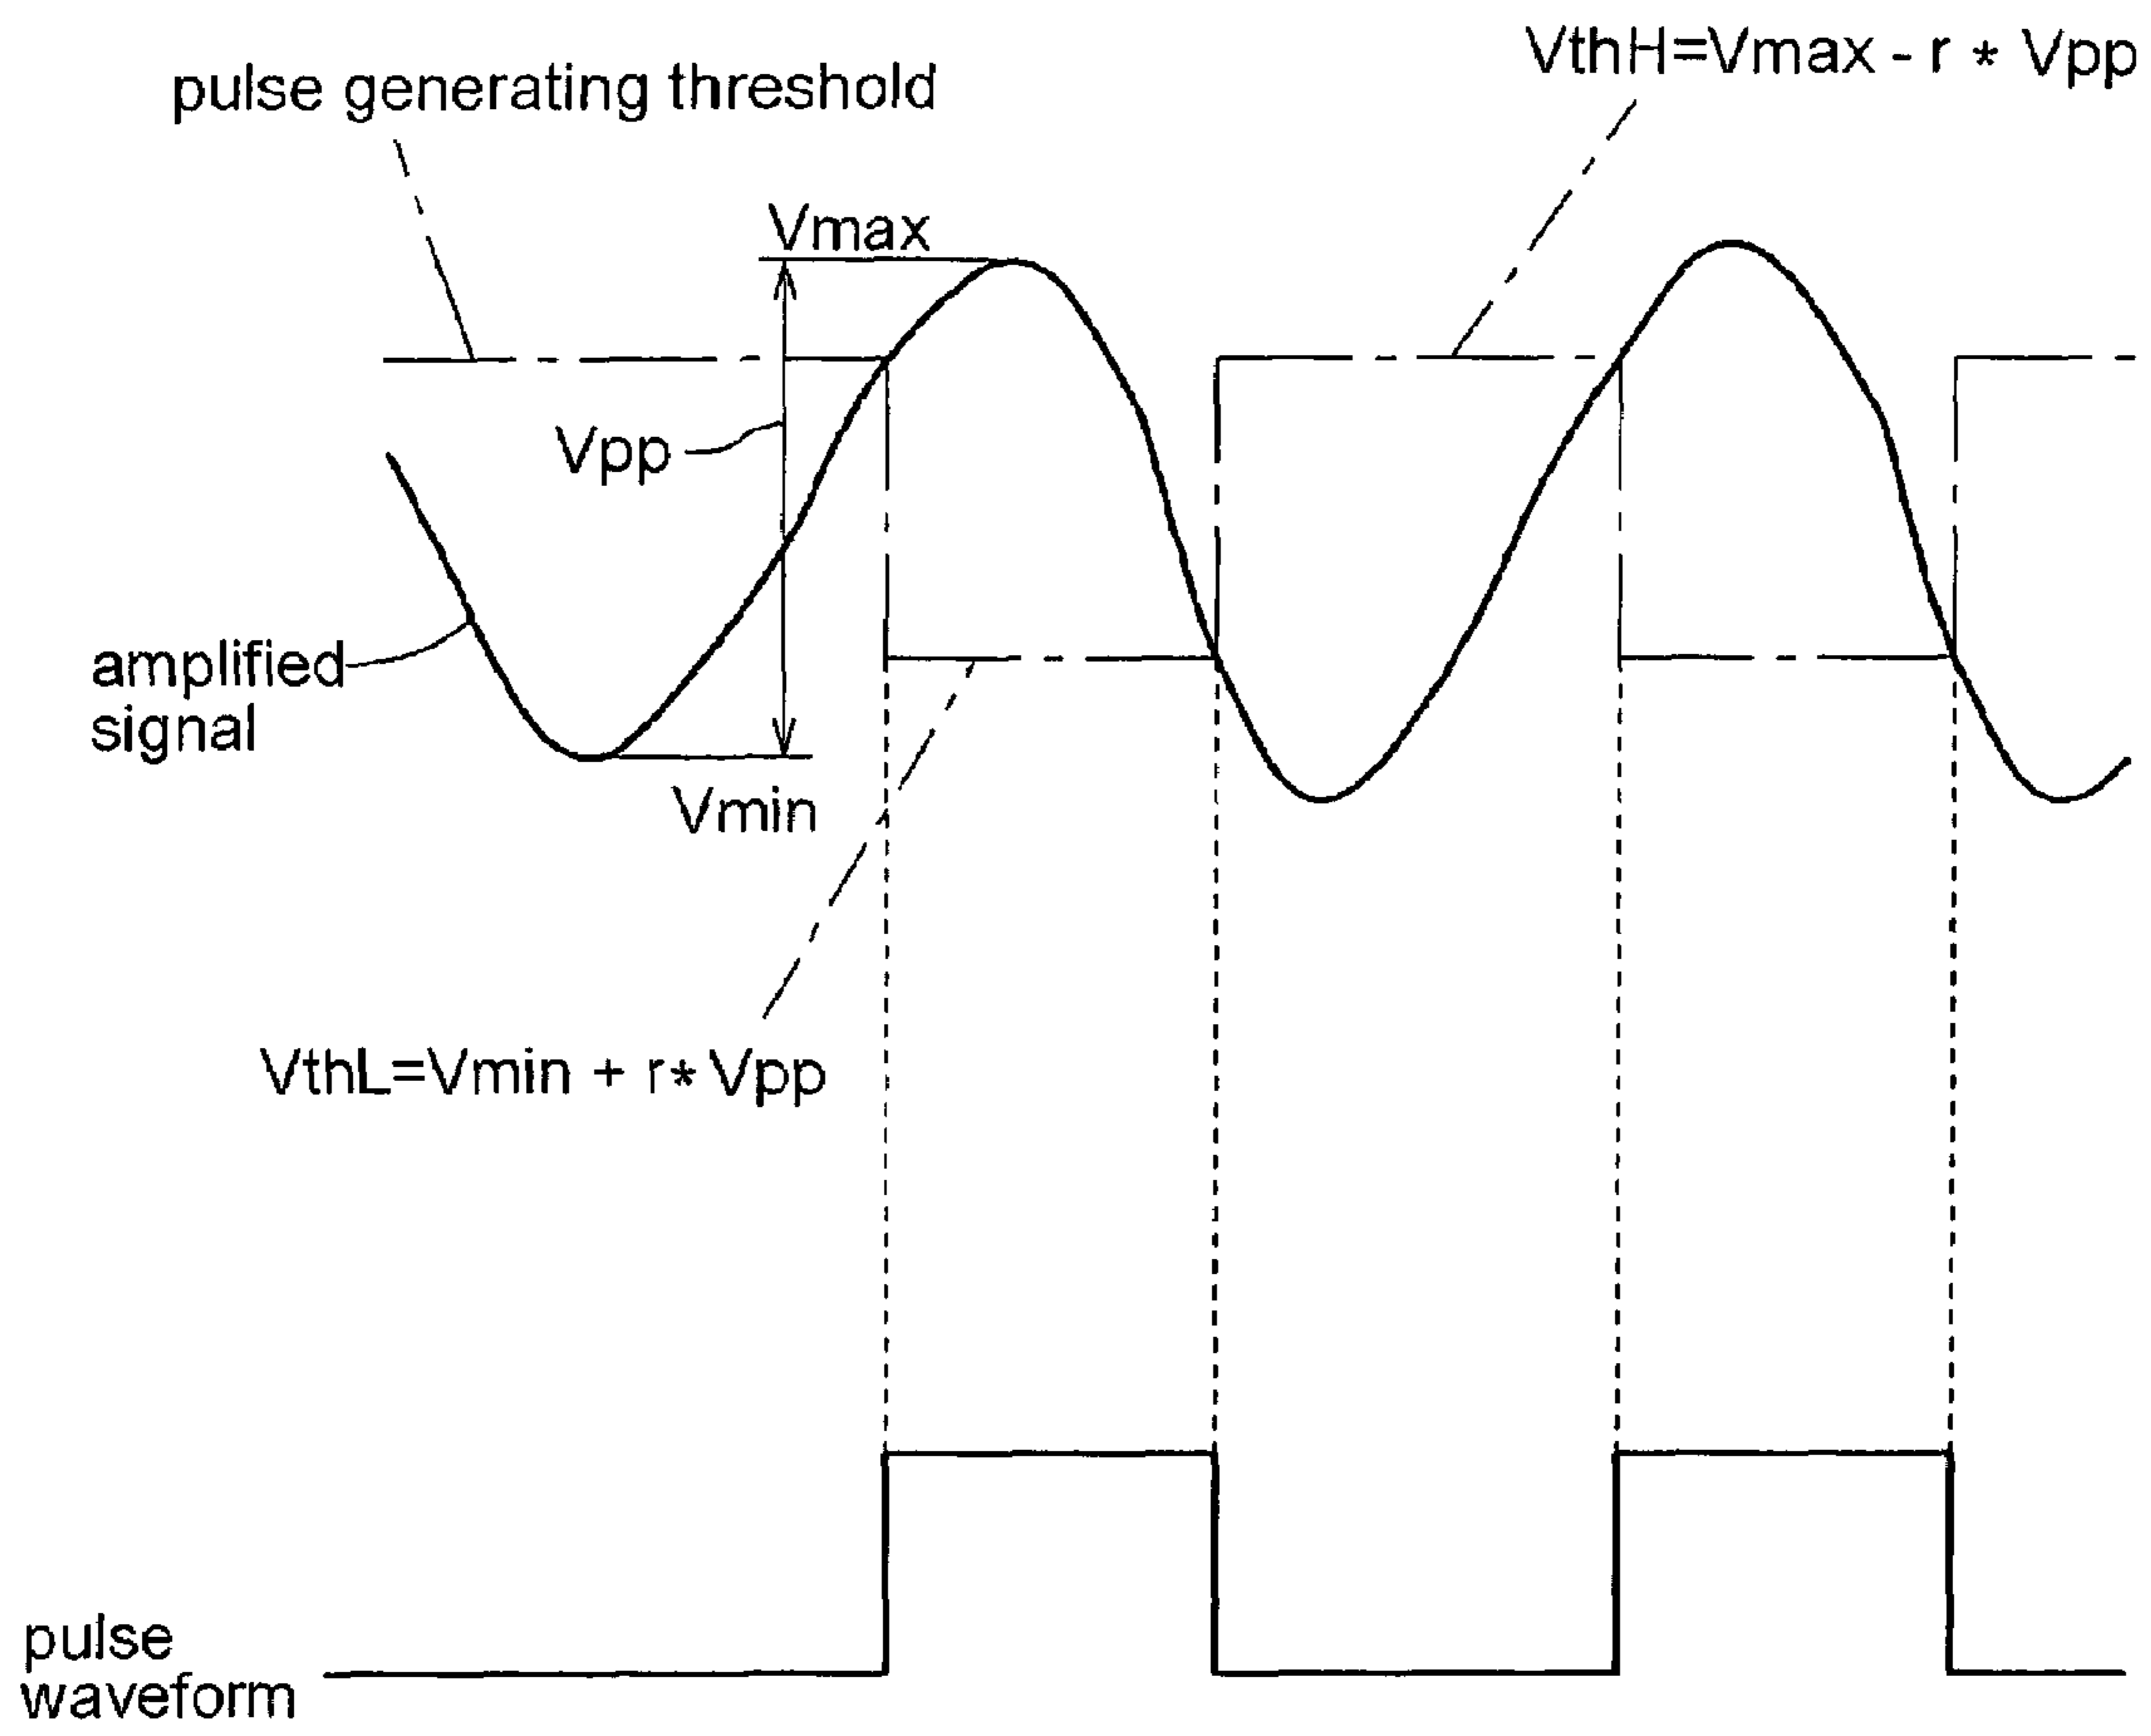 VthH=Vmax - r * Vpp
pulse generating threshold
Vmax
Vpp
amplified
signal
Vmin
VthL=Vmin + r* Vpp
pulse
waveform